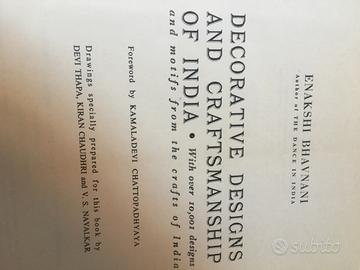 ENAKSHI BHAVNANI
Author of THE DANCE IN INDIA
DECORATIVE DESIGNS
AND CRAFTSMANSHIP
OF INDIA • With over 10,001 designs
and motifs from the crafts of India
Foreword by KAMALADEVI CHATTOPADHYAYA
Drawings specially prepared for this book by
DEVI THAPA, KIRAN CHAUDHRI and V. S. NAVALKAR
subito